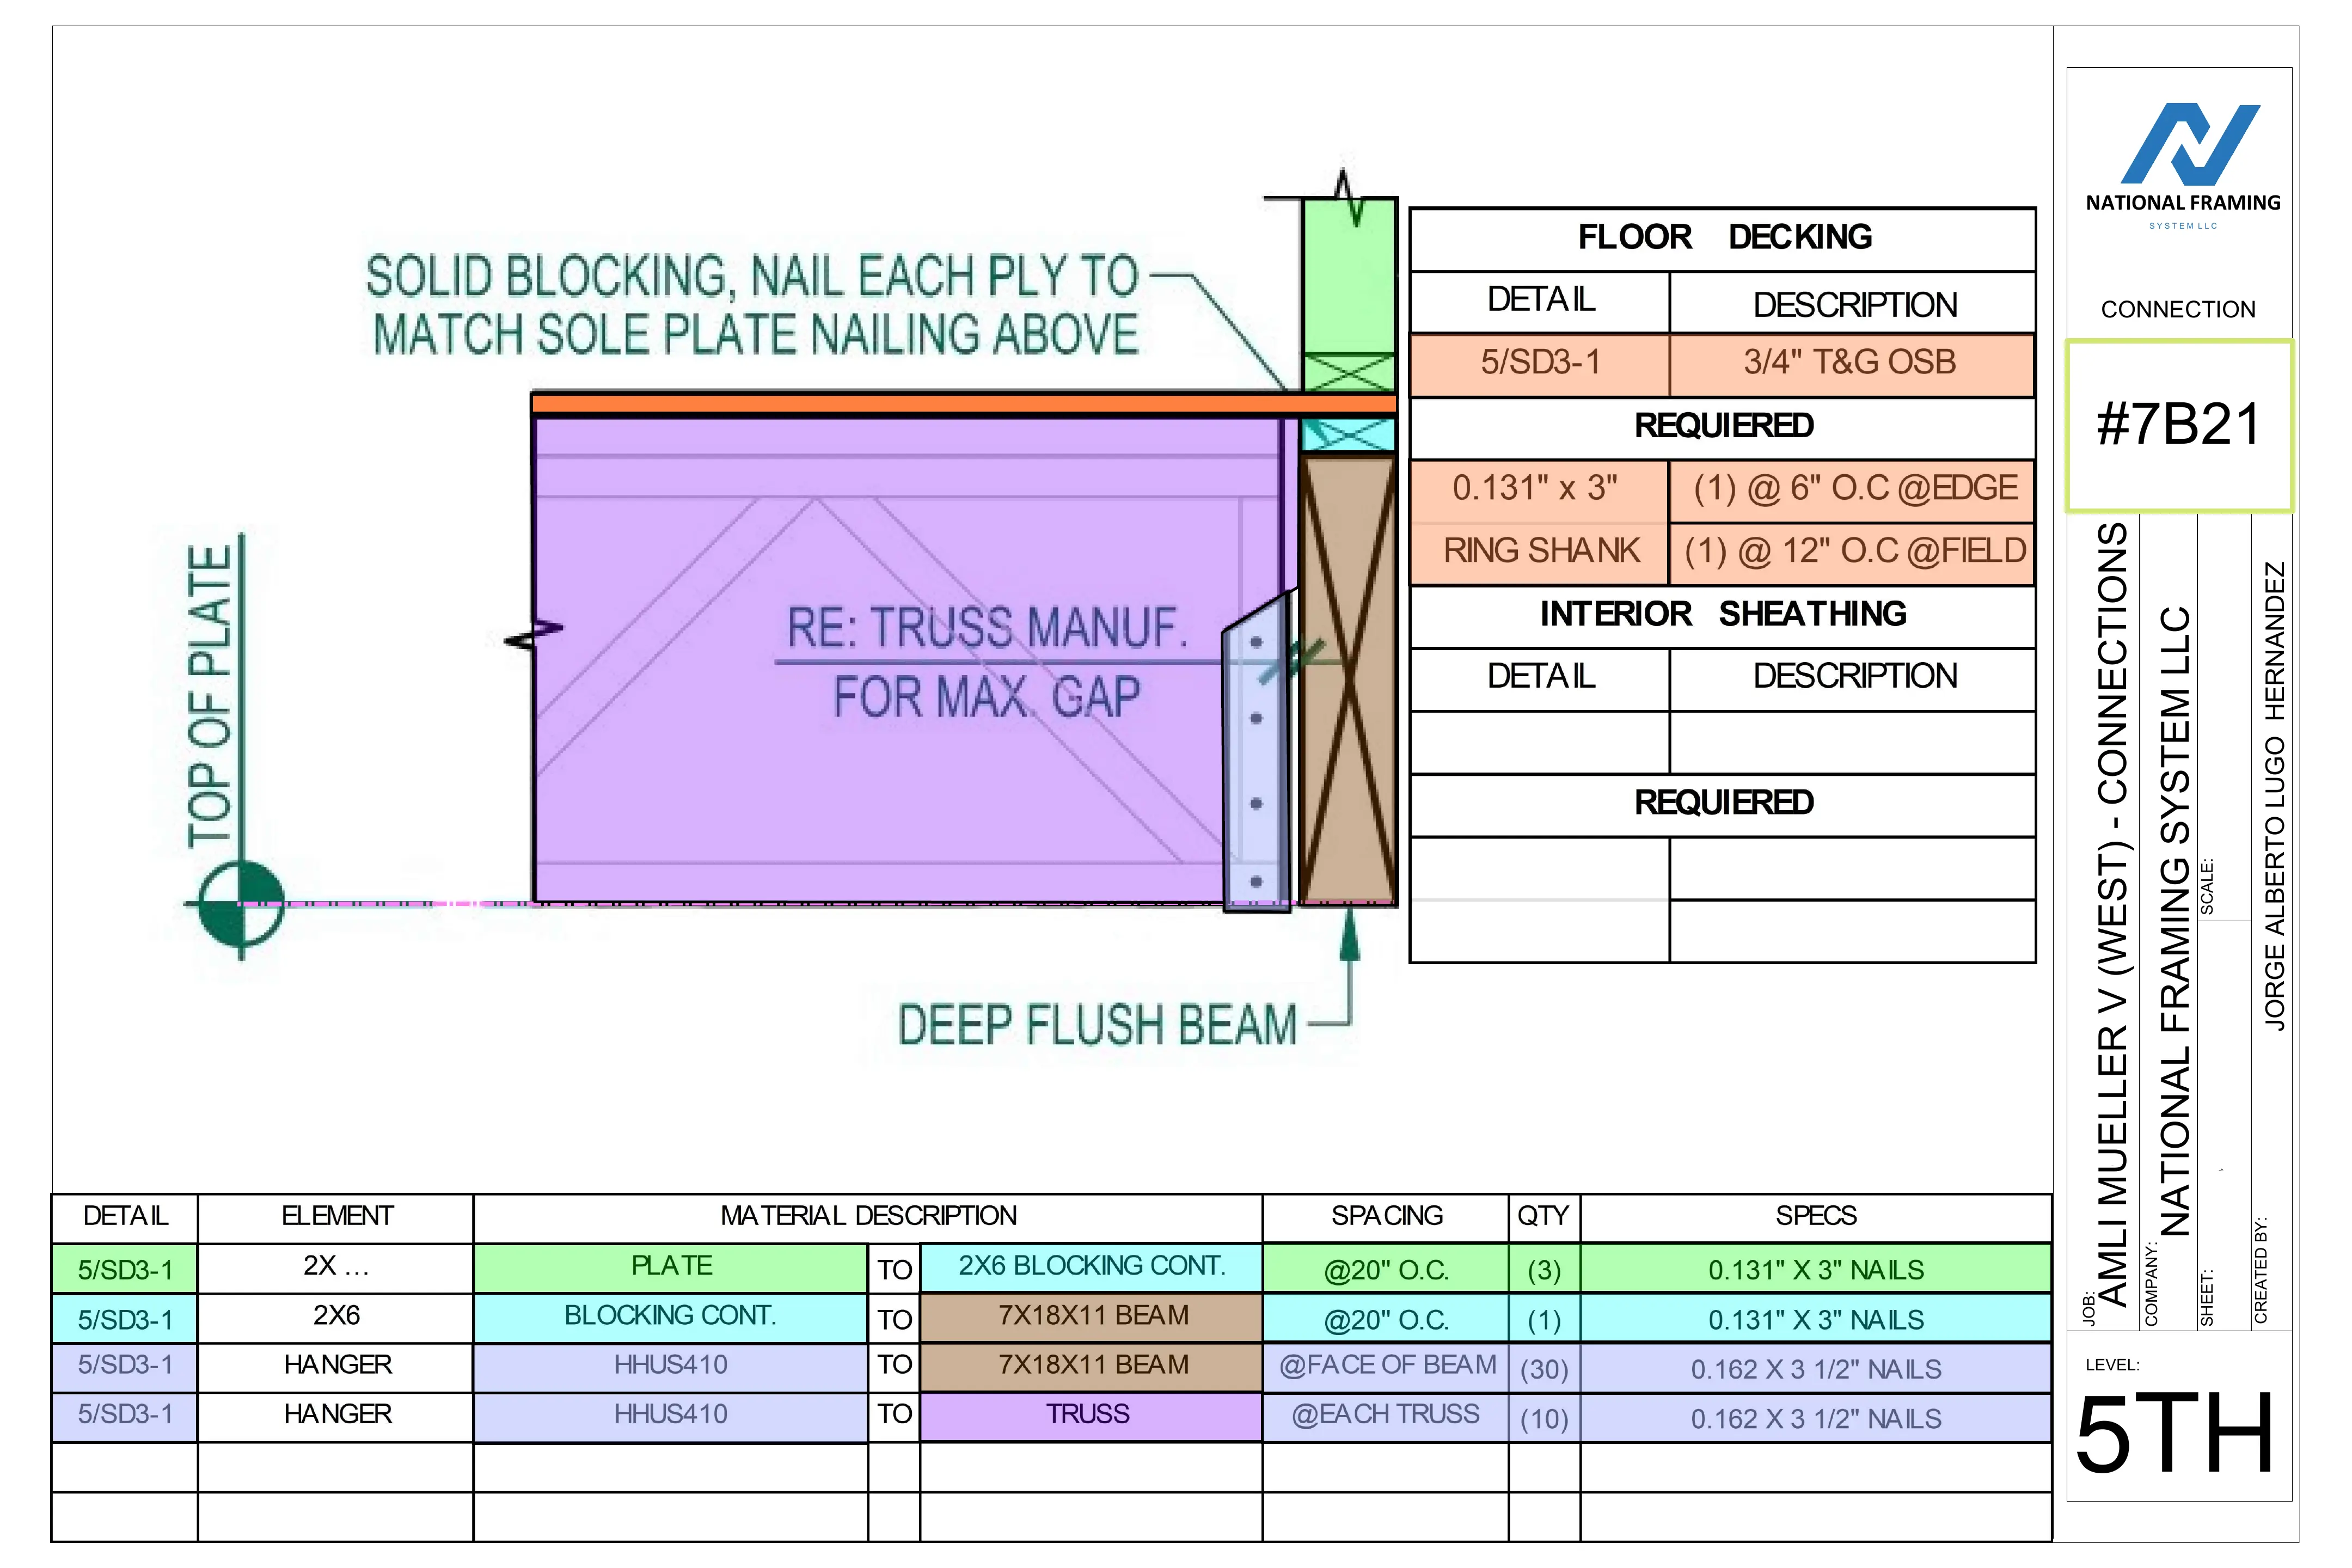 SOLID BLOCKING, NAIL EACH PLY TO
MATCH SOLE PLATE NAILING ABOVE
TOP OF PLATE
RE: TRUSS MANUF.
FOR MAX. GAP
DEEP FLUSH BEAM
FLOOR DECKING
DETAIL DESCRIPTION
5/SD3-1 3/4" T&G OSB
REQUIERED
0.131" x 3" (1) @ 6" O.C @EDGE
RING SHANK (1) @ 12" O.C @FIELD
INTERIOR SHEATHING
DETAIL DESCRIPTION
REQUIERED
DETAIL ELEMENT MATERIAL DESCRIPTION SPACING QTY SPECS
5/SD3-1 2X ... PLATE TO 2X6 BLOCKING CONT. @20" O.C. (3) 0.131" X 3" NAILS
5/SD3-1 2X6 BLOCKING CONT. TO 7X18X11 BEAM @20" O.C. (1) 0.131" X 3" NAILS
5/SD3-1 HANGER HHUS410 TO 7X18X11 BEAM @FACE OF BEAM (30) 0.162 X 3 1/2" NAILS
5/SD3-1 HANGER HHUS410 TO TRUSS @EACH TRUSS (10) 0.162 X 3 1/2" NAILS
NATIONAL FRAMING
SYSTEM LLC
CONNECTION
#7B21
JOB: AMLI MUELLER V (WEST) - CONNECTIONS
COMPANY: NATIONAL FRAMING SYSTEM LLC
SCALE:
SHEET:
CREATED BY: JORGE ALBERTO LUGO HERNANDEZ
LEVEL:
5TH